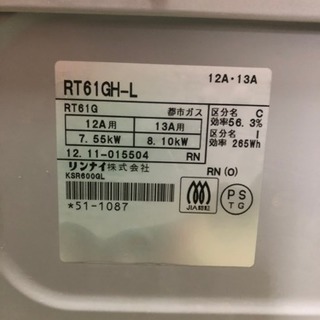 RT61GH-L
12A・13A
RT61G 都市ガス
12A用 13A用
7.55kW 8.10kW
区分名 C
効率56.3%
区分名 I
効率 265Wh
12.11-015504 RN
リンナイ株式会社
KSR600GL
RN(O)
*51-1087
JIA
PS
TG